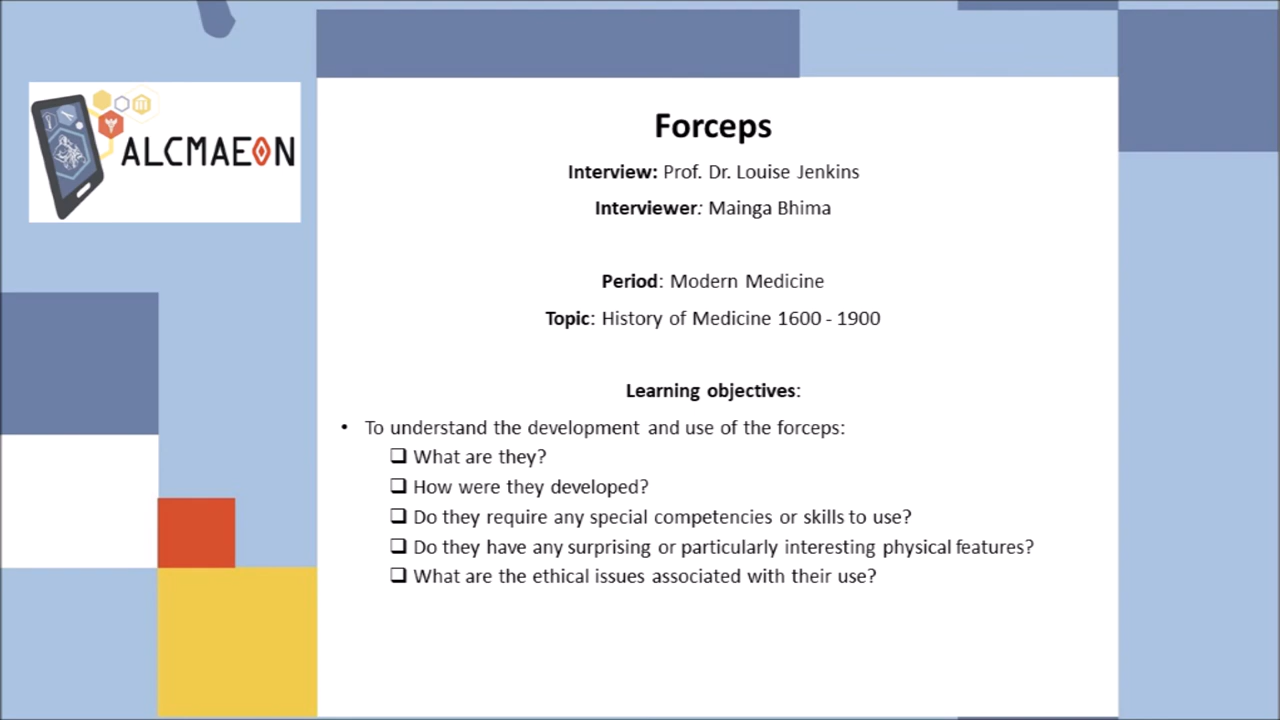 ALCMAEON
Forceps
Interview: Prof. Dr. Louise Jenkins
Interviewer: Mainga Bhima
Period: Modern Medicine
Topic: History of Medicine 1600 - 1900
Learning objectives:
• To understand the development and use of the forceps:
❑ What are they?
❑ How were they developed?
❑ Do they require any special competencies or skills to use?
❑ Do they have any surprising or particularly interesting physical features?
❑ What are the ethical issues associated with their use?